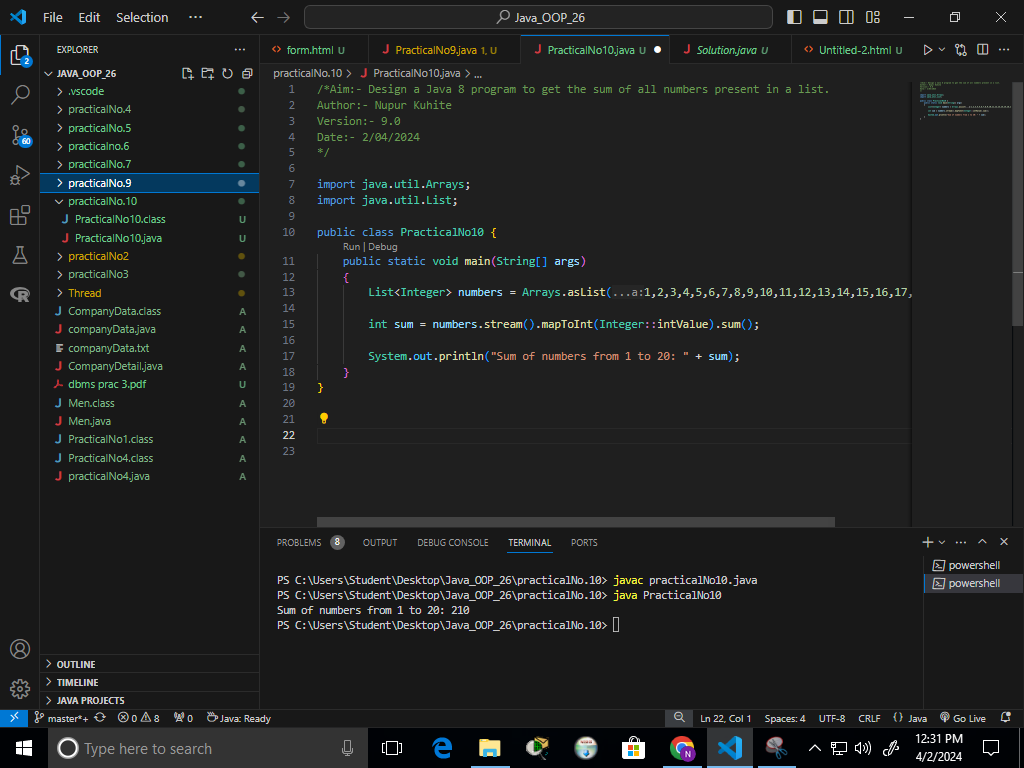 File Edit Selection ··· Java_OOP_26
EXPLORER ···
JAVA_OOP_26
.vscode
practicalNo.4
practicalNo.5
practicalno.6
practicalNo.7
practicalNo.9
practicalNo.10
PracticalNo10.class U
PracticalNo10.java U
practicalNo2
practicalNo3
Thread
CompanyData.class A
companyData.java A
companyData.txt A
CompanyDetail.java A
dbms prac 3.pdf U
Men.class A
Men.java A
PracticalNo1.class A
PracticalNo4.class A
practicalNo4.java A
OUTLINE
TIMELINE
JAVA PROJECTS
2
60
form.html U PracticalNo9.java 1, U PracticalNo10.java U Solution.java U Untitled-2.html U
practicalNo.10 > PracticalNo10.java > ...
1 /*Aim:- Design a Java 8 program to get the sum of all numbers present in a list.
2 Author:- Nupur Kuhite
3 Version:- 9.0
4 Date:- 2/04/2024
5 */
6
7 import java.util.Arrays;
8 import java.util.List;
9
10 public class PracticalNo10 {
Run | Debug
11 public static void main(String[] args)
12 {
13 List<Integer> numbers = Arrays.asList(...a:1,2,3,4,5,6,7,8,9,10,11,12,13,14,15,16,17,
14
15 int sum = numbers.stream().mapToInt(Integer::intValue).sum();
16
17 System.out.println("Sum of numbers from 1 to 20: " + sum);
18 }
19 }
20
21
22
23
PROBLEMS 8 OUTPUT DEBUG CONSOLE TERMINAL PORTS
powershell
powershell
PS C:\Users\Student\Desktop\Java_OOP_26\practicalNo.10> javac practicalNo10.java
PS C:\Users\Student\Desktop\Java_OOP_26\practicalNo.10> java PracticalNo10
Sum of numbers from 1 to 20: 210
PS C:\Users\Student\Desktop\Java_OOP_26\practicalNo.10>
master*+ 0 8 0 Java: Ready Ln 22, Col 1 Spaces: 4 UTF-8 CRLF {} Java Go Live
Type here to search
N
12:31 PM
4/2/2024